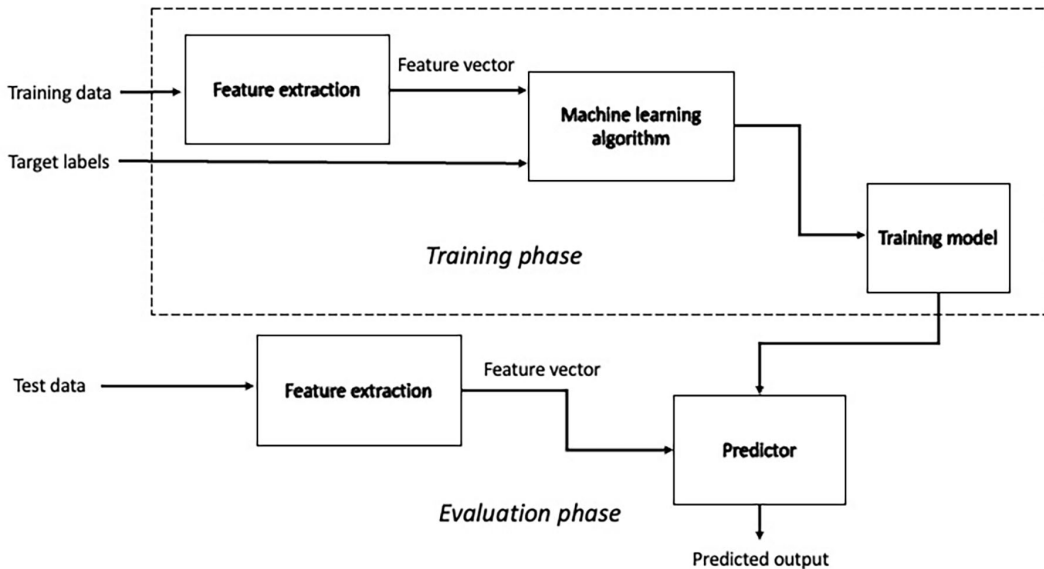 Feature vector
Training data
Feature extraction
Machine learning
algorithm
Target labels
Training model
Training phase
Test data
Feature extraction
Feature vector
Predictor
Evaluation phase
Predicted output